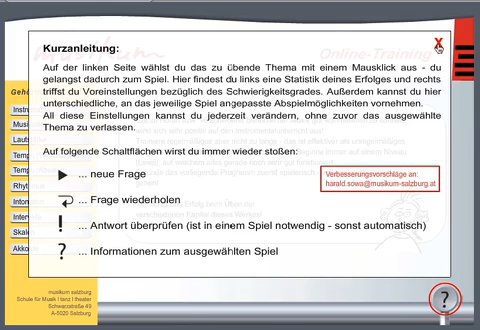 musikum
Online-Training
Kurzanleitung:
X
Auf der linken Seite wählst du das zu übende Thema mit einem Mausklick aus - du
gelangst dadurch zum Spiel. Hier findest du links eine Statistik deines Erfolges und rechts
triffst du Voreinstellungen bezüglich des Schwierigkeitsgrades. Außerdem kannst du hier
unterschiedliche, an das jeweilige Spiel angepasste Abspielmöglichkeiten vornehmen.
All diese Einstellungen kannst du jederzeit verändern, ohne zuvor das ausgewählte
Thema zu verlassen.
Auf folgende Schaltflächen wirst du immer wieder stoßen:
... neue Frage
Verbesserungsvorschläge an:
harald.sowa@musikum-salzburg.at
... Frage wiederholen
! ... Antwort überprüfen (ist in einem Spiel notwendig - sonst automatisch)
? ... Informationen zum ausgewählten Spiel
musikum salzburg
Schule für Musik I tanz I theater
Schwarzstraße 49
A-5020 Salzburg
?